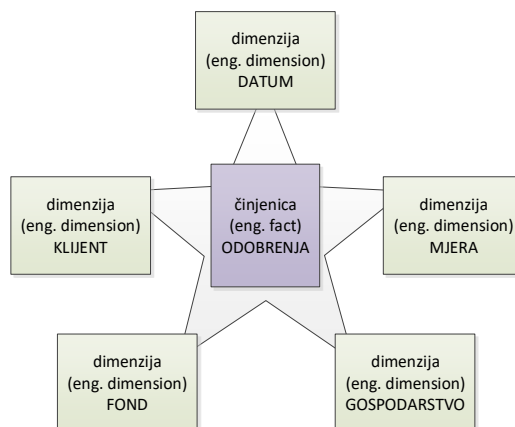 dimenzija
(eng. dimension)
DATUM
dimenzija
(eng. dimension)
KLIJENT
činjenica
(eng. fact)
ODOBRENJA
dimenzija
(eng. dimension)
MJERA
dimenzija
(eng. dimension)
FOND
dimenzija
(eng. dimension)
GOSPODARSTVO